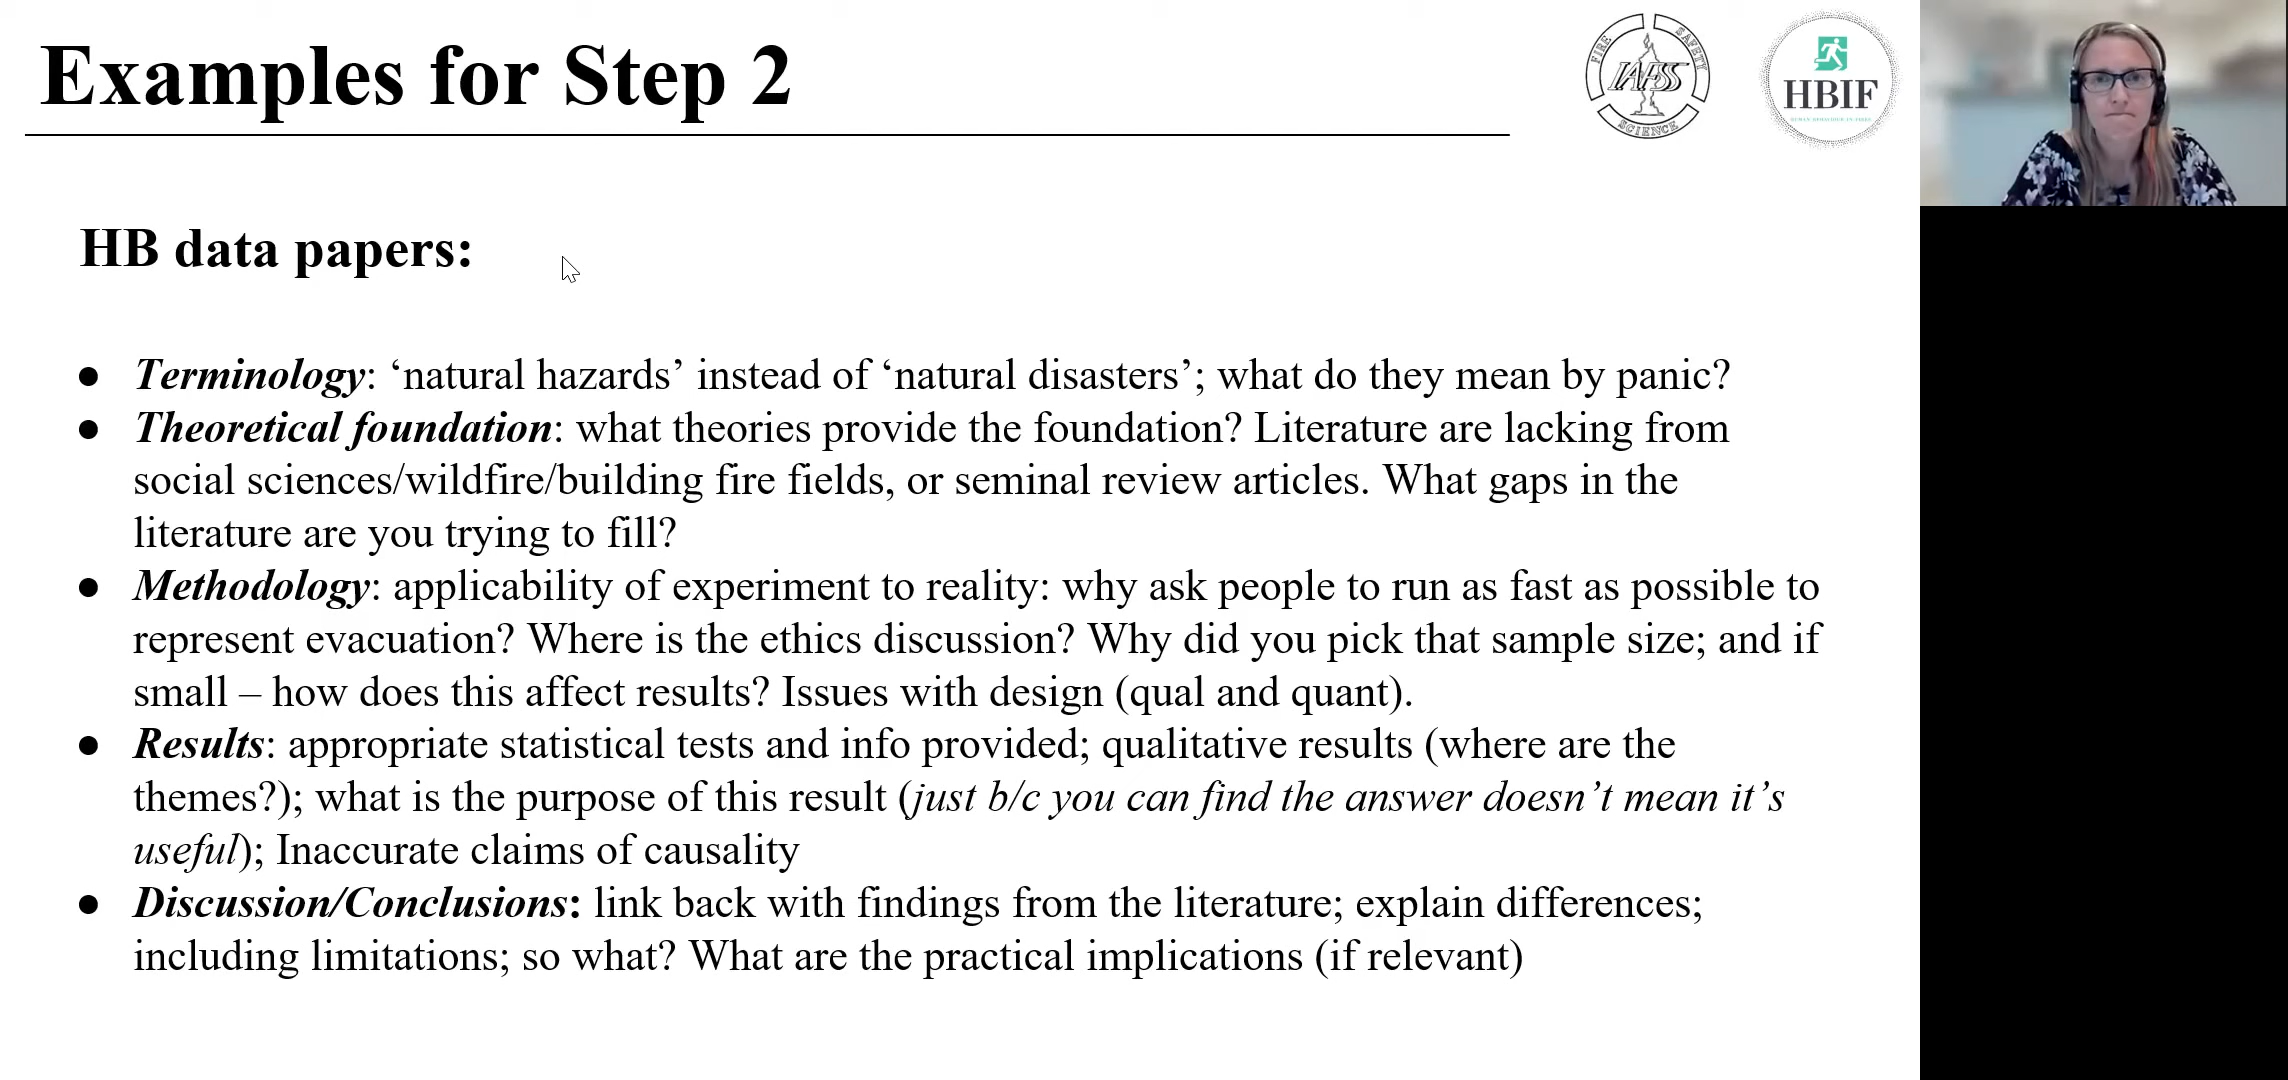 Examples for Step 2
FIRE SAFETY
IAFSS
SCIENCE
HBIF
HUMAN BEHAVIOUR IN FIRES
HB data papers:
● Terminology: ‘natural hazards’ instead of ‘natural disasters’; what do they mean by panic?
● Theoretical foundation: what theories provide the foundation? Literature are lacking from
social sciences/wildfire/building fire fields, or seminal review articles. What gaps in the
literature are you trying to fill?
● Methodology: applicability of experiment to reality: why ask people to run as fast as possible to
represent evacuation? Where is the ethics discussion? Why did you pick that sample size; and if
small – how does this affect results? Issues with design (qual and quant).
● Results: appropriate statistical tests and info provided; qualitative results (where are the
themes?); what is the purpose of this result (just b/c you can find the answer doesn’t mean it’s
useful); Inaccurate claims of causality
● Discussion/Conclusions: link back with findings from the literature; explain differences;
including limitations; so what? What are the practical implications (if relevant)